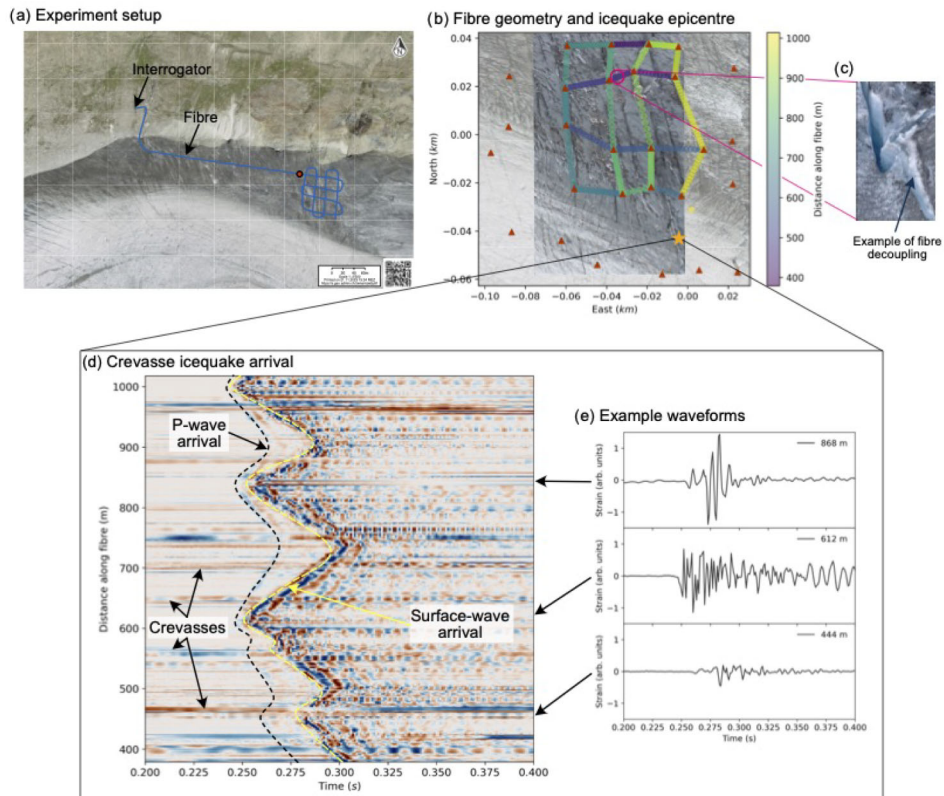 (a) Experiment setup
Interrogator
Fibre
(b) Fibre geometry and icequake epicentre
0.04
0.02
0.00
−0.02
−0.04
−0.06
North (km)
−0.10
−0.08
−0.06
−0.04
−0.02
0.00
0.02
East (km)
1000
900
800
700
600
500
400
Distance along fibre (m)
(c)
Example of fibre
decoupling
(d) Crevasse icequake arrival
1000
900
800
700
600
500
400
Distance along fibre (m)
P-wave
arrival
Crevasses
Surface-wave
arrival
0.200
0.225
0.250
0.275
0.300
0.325
0.350
0.375
0.400
Time (s)
(e) Example waveforms
868 m
1
0
−1
Strain (arb. units)
612 m
1
0
−1
Strain (arb. units)
444 m
1
0
−1
Strain (arb. units)
0.200 0.225 0.250 0.275 0.300 0.325 0.350 0.375 0.400
Time (s)